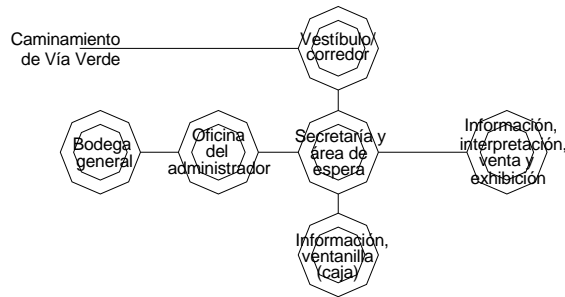 Caminamiento
de Vía Verde
Vestíbulo/
corredor
Bodega
general
Oficina
del
administrador
Secretaría y
área de
espera
Información,
interpretación,
venta y
exhibición
Información,
ventanilla
(caja)